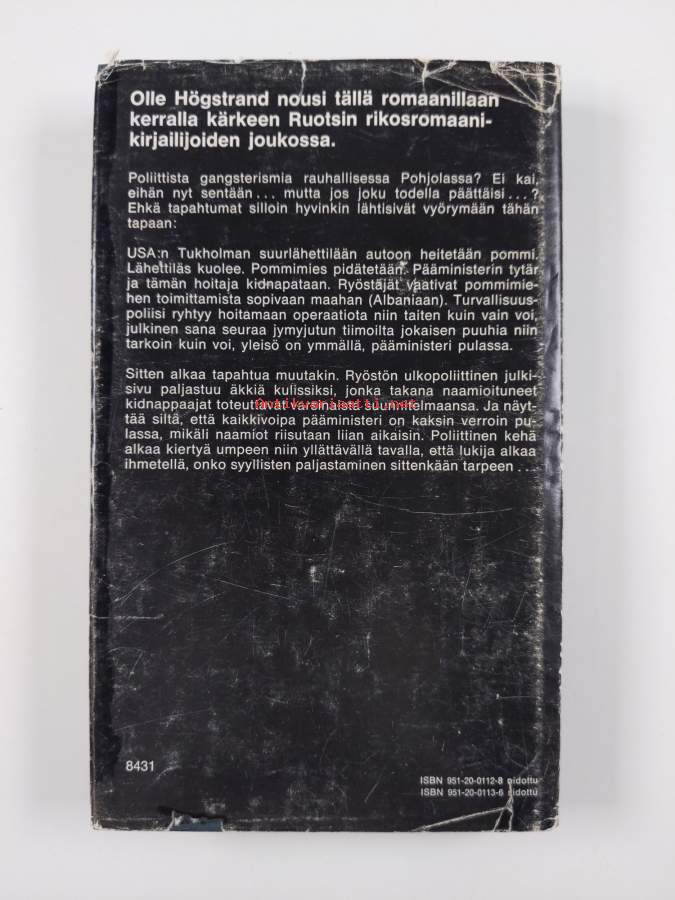 Olle Högstrand nousi tällä romaanillaan
kerralla kärkeen Ruotsin rikosromaani-
kirjailijoiden joukossa.
Poliittista gangsterismia rauhallisessa Pohjolassa? Ei kai,
eihän nyt sentään... mutta jos joku todella päättäisi...?
Ehkä tapahtumat silloin hyvinkin lähtisivät vyörymään tähän
tapaan:
USA:n Tukholman suurlähettilään autoon heitetään pommi.
Lähettiläs kuolee. Pommimies pidätetään. Pääministerin tytär
ja tämän hoitaja kidnapataan. Ryöstäjät vaativat pommimie-
hen toimittamista sopivaan maahan (Albaniaan). Turvallisuus-
poliisi ryhtyy hoitamaan operaatiota niin taiten kuin vain voi,
julkinen sana seuraa jymyjutun tiimoilta jokaisen puuhia niin
tarkoin kuin voi, yleisö on ymmällä, pääministeri pulassa.
Sitten alkaa tapahtua muutakin. Ryöstön ulkopoliittinen julki-
sivu paljastuu äkkiä kulissiksi, jonka takana naamioituneet
kidnappaajat toteuttavat varsinaista suunnitelmaansa. Ja näyt-
tää siltä, että kaikkivoipa pääministeri on kaksin verroin pu-
lassa, mikäli naamiot riisutaan liian aikaisin. Poliittinen kehä
alkaa kiertyä umpeen niin yllättävällä tavalla, että lukija alkaa
ihmetellä, onko syyllisten paljastaminen sittenkään tarpeen...
Antikvariaatti.net
8431
ISBN 951-20-0112-8 nidottu
ISBN 951-20-0113-6 sidottu